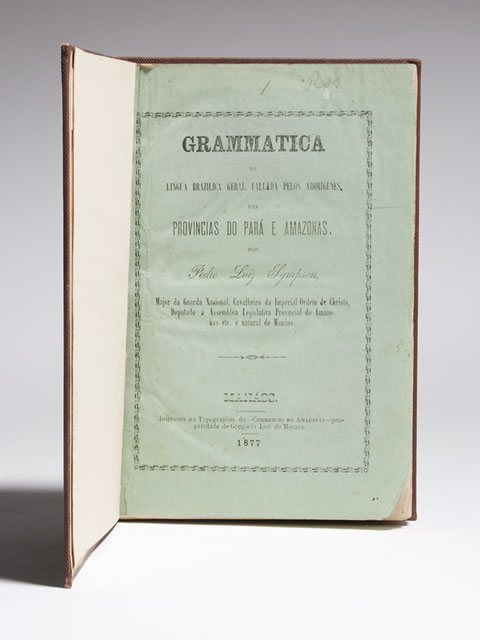 GRAMMATICA
DA
LINGUA BRAZILICA GERAL, FALLADA PELOS ABORIGENES,
DAS
PROVINCIAS DO PARÁ E AMAZONAS,
POR
Pedro Luiz Sympson,
Major da Guarda Nacional, Cavalheiro da Imperial Ordem de Christo,
Deputado á Assemblea Legislativa Provincial do Amazo-
nas etc. e natural de Manáos.
MANÁOS.
Impressa na Typographia do—Commercio do Amazonas—pro-
priedade de Gregorio José de Moraes.
1877